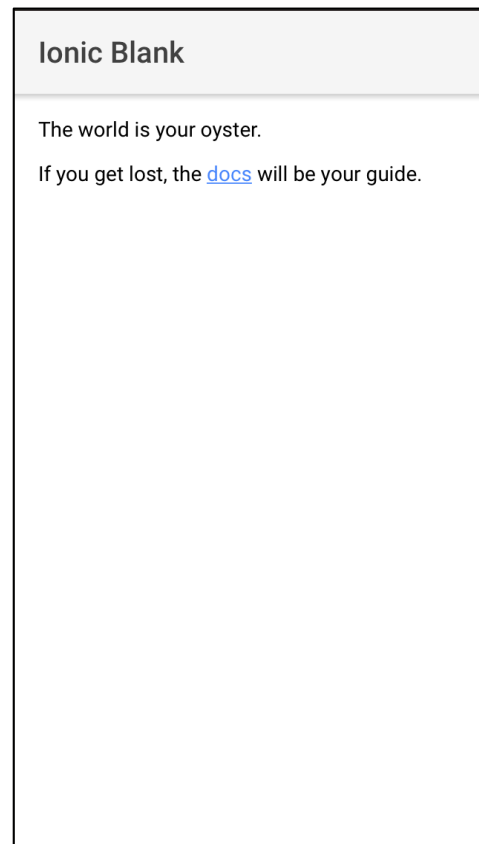 Ionic Blank
The world is your oyster.
If you get lost, the docs will be your guide.